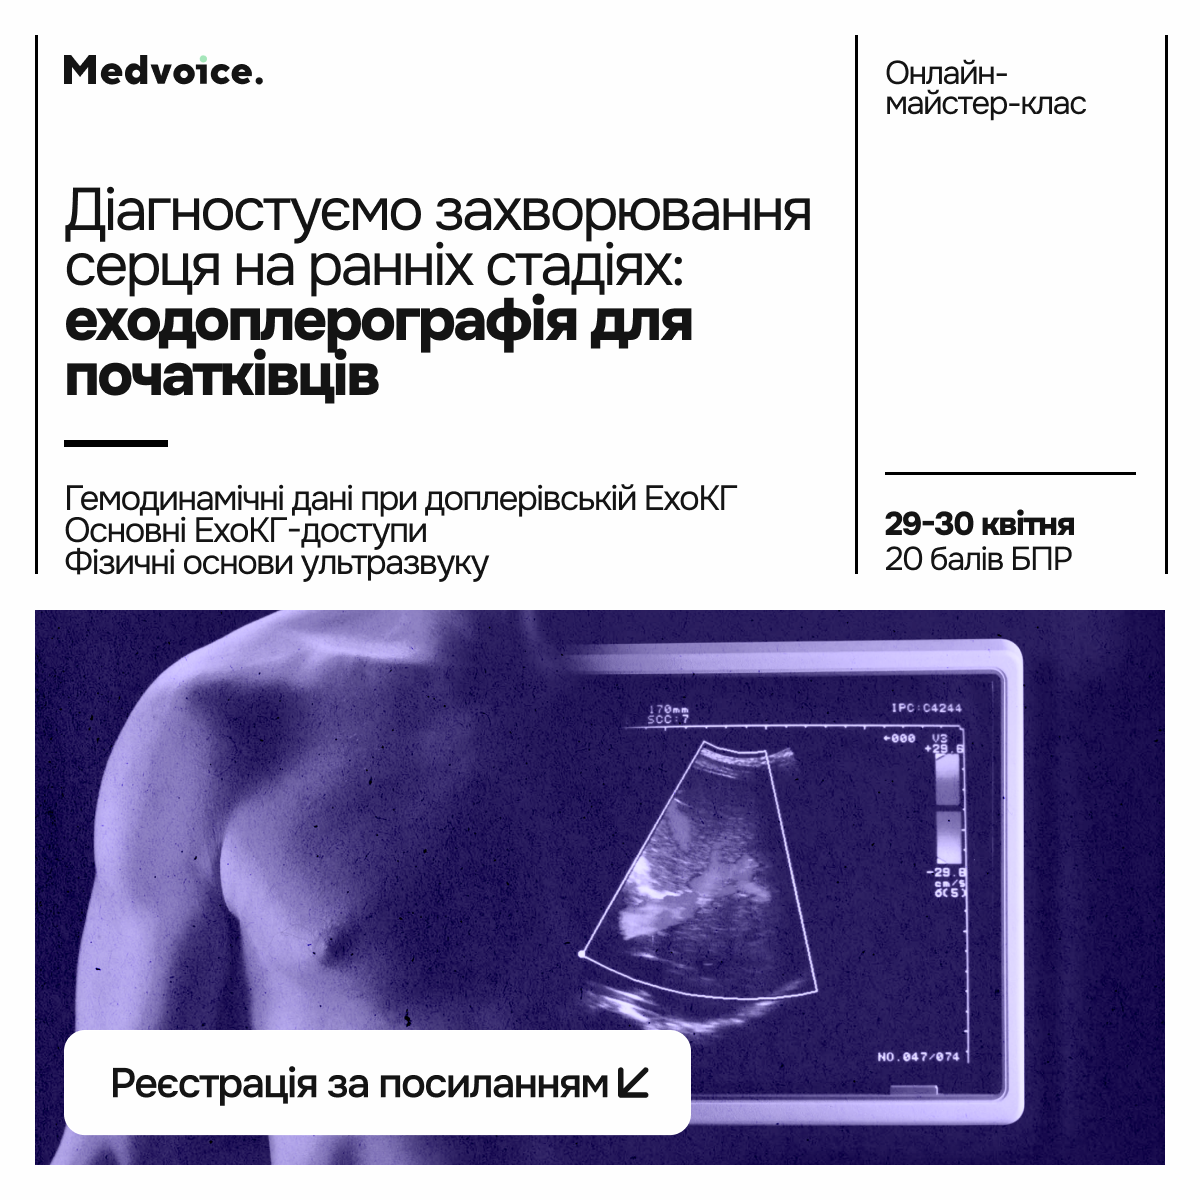 Medvoice.
Онлайн-
майстер-клас
Діагностуємо захворювання
серця на ранніх стадіях:
еходоплерографія для
початківців
Гемодинамічні дані при доплерівській ЕхоКГ
Основні ЕхоКГ-доступи
Фізичні основи ультразвуку
29-30 квітня
20 балів БПР
170mm
SCC:7
IPC:C4244
←000 V3
+29.6
-29.8
cm/s
NO.047/074
Реєстрація за посиланням